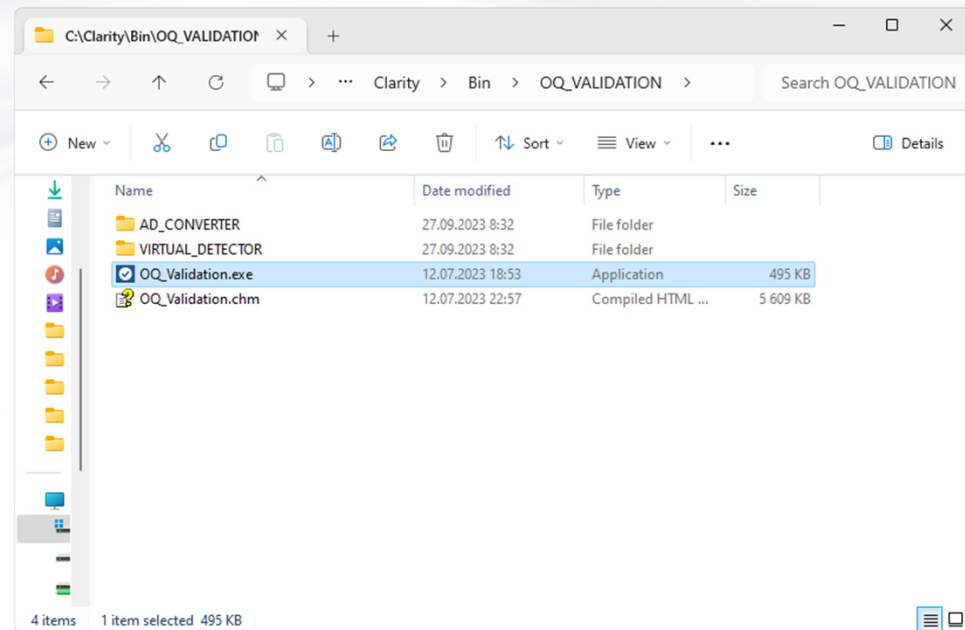 C:\Clarity\Bin\OQ_VALIDATION
... Clarity > Bin > OQ_VALIDATION > Search OQ_VALIDATION
New Sort View ... Details
Name Date modified Type Size
AD_CONVERTER 27.09.2023 8:32 File folder
VIRTUAL_DETECTOR 27.09.2023 8:32 File folder
OQ_Validation.exe 12.07.2023 18:53 Application 495 KB
OQ_Validation.chm 12.07.2023 22:57 Compiled HTML ... 5 609 KB
4 items 1 item selected 495 KB